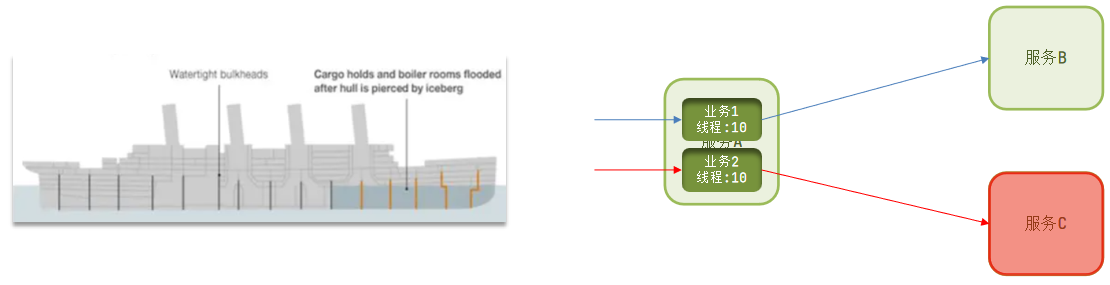 Watertight bulkheads
Cargo holds and boiler rooms flooded
after hull is pierced by iceberg
业务1
线程:10
服务A
业务2
线程:10
服务B
服务C